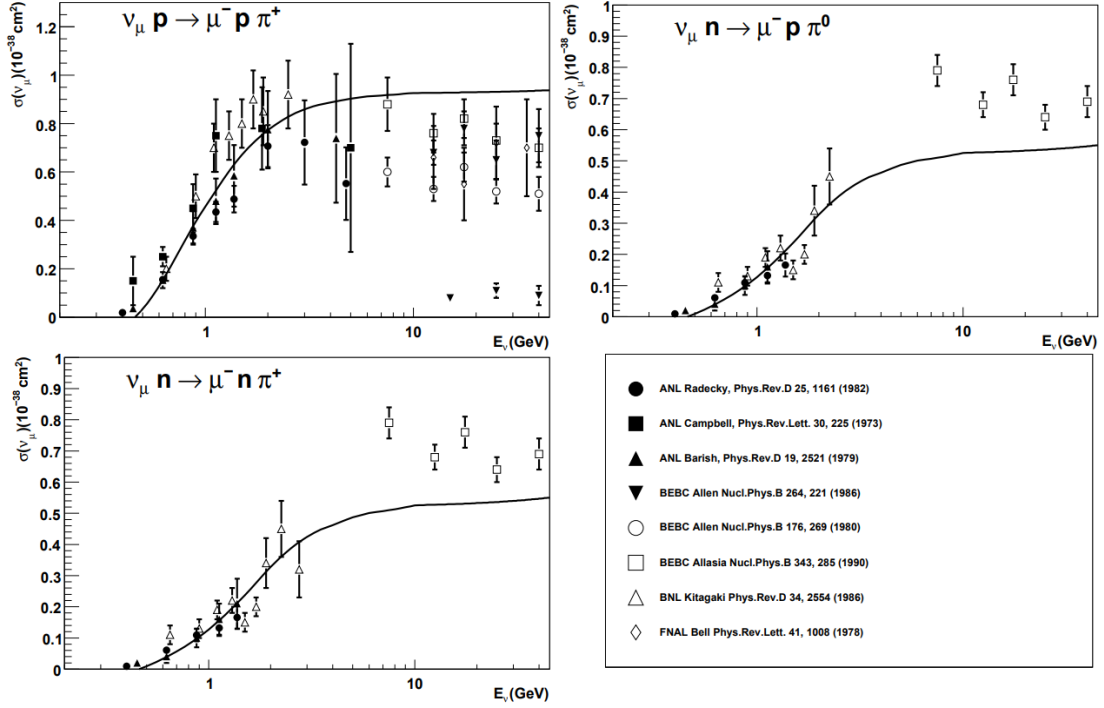 ν_μ p → μ⁻ p π⁺
σ(ν_μ)(10⁻³⁸ cm²)
1.2
1
0.8
0.6
0.4
0.2
0
1
10
E_ν(GeV)
ν_μ n → μ⁻ p π⁰
σ(ν_μ)(10⁻³⁸ cm²)
1
0.9
0.8
0.7
0.6
0.5
0.4
0.3
0.2
0.1
0
1
10
E_ν(GeV)
ν_μ n → μ⁻ n π⁺
σ(ν_μ)(10⁻³⁸ cm²)
1
0.9
0.8
0.7
0.6
0.5
0.4
0.3
0.2
0.1
0
1
10
E_ν(GeV)
ANL Radecky, Phys.Rev.D 25, 1161 (1982)
ANL Campbell, Phys.Rev.Lett. 30, 225 (1973)
ANL Barish, Phys.Rev.D 19, 2521 (1979)
BEBC Allen Nucl.Phys.B 264, 221 (1986)
BEBC Allen Nucl.Phys.B 176, 269 (1980)
BEBC Allasia Nucl.Phys.B 343, 285 (1990)
BNL Kitagaki Phys.Rev.D 34, 2554 (1986)
FNAL Bell Phys.Rev.Lett. 41, 1008 (1978)